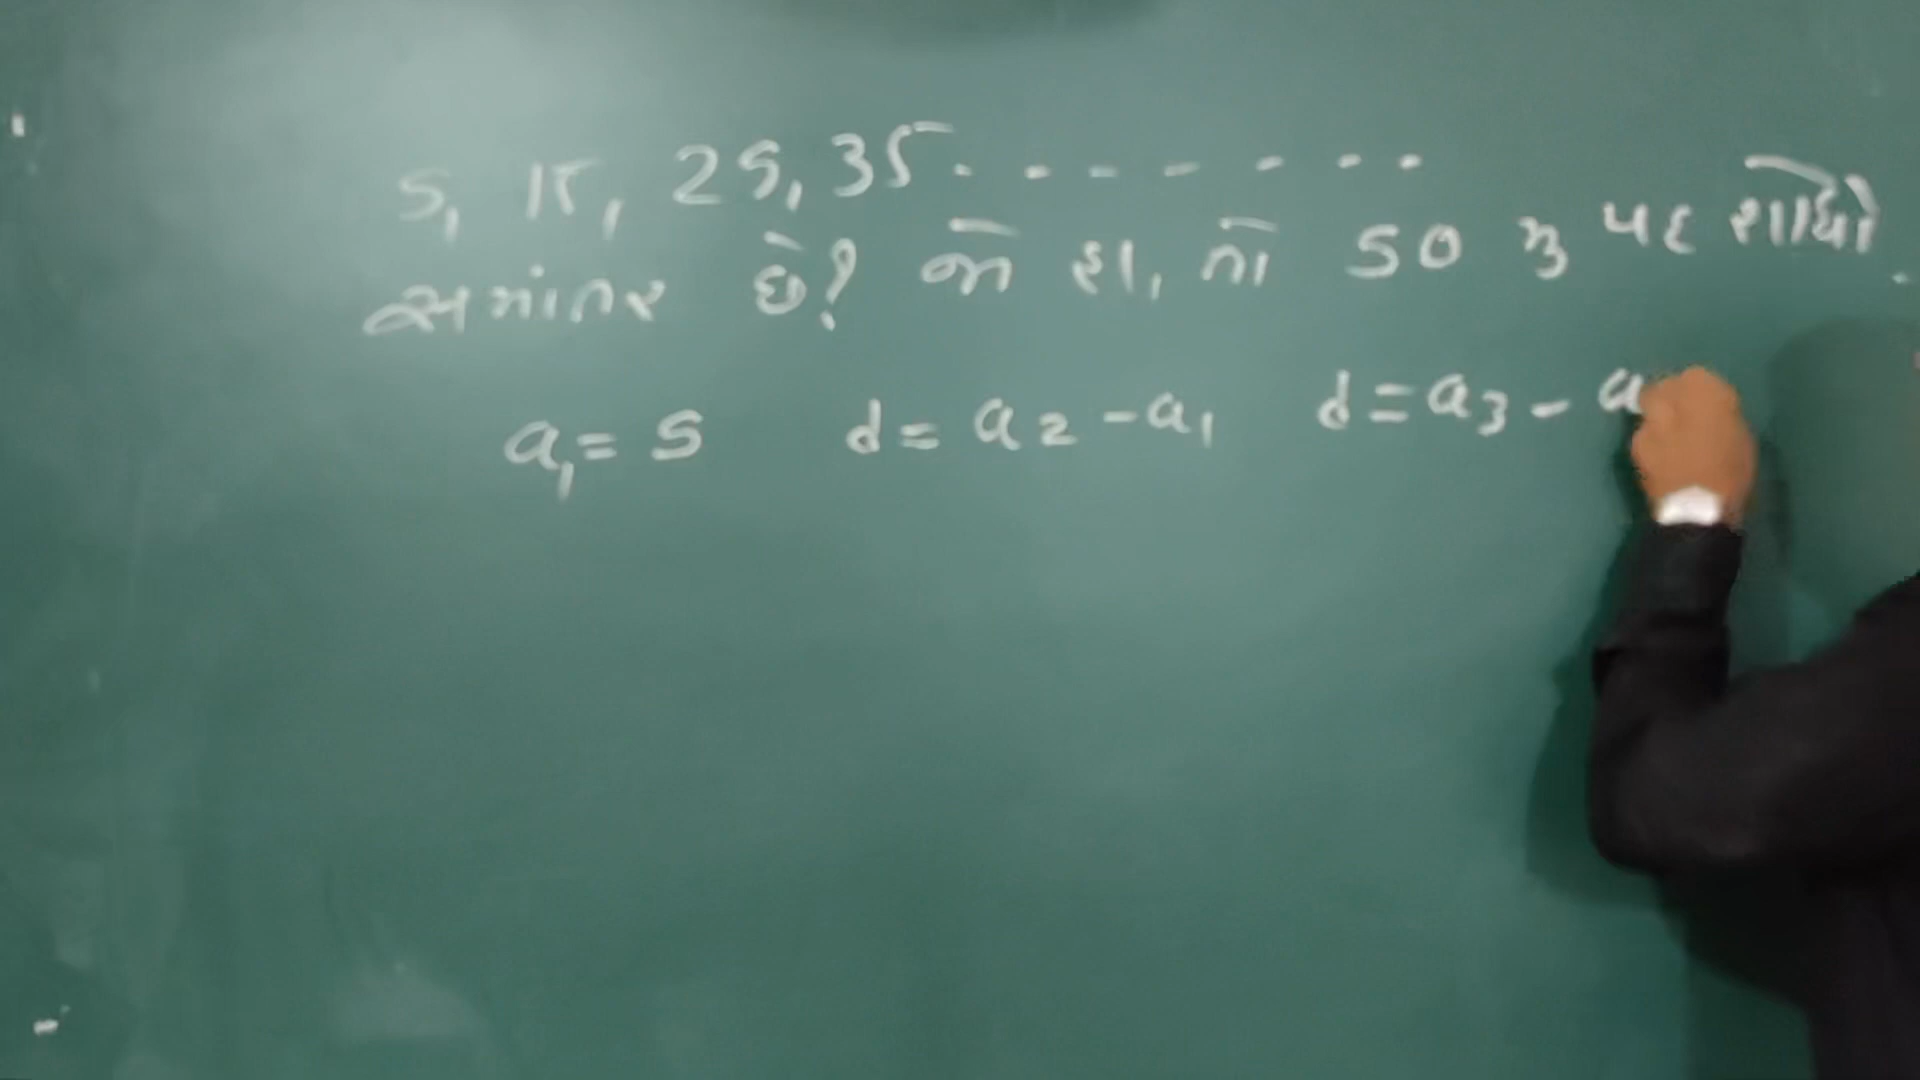 5, 15, 25, 35 . - - - - - -
સમાંતર છે? જો હા, તો 50 મુ પદ શોધો.
a₁ = 5 d = a₂ - a₁ d = a₃ - a